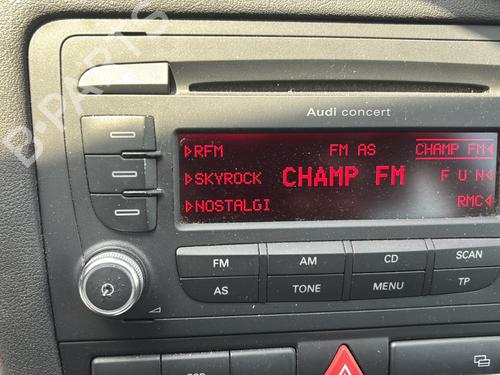 B-PARTS
Audi concert
RFM FM AS CHAMP FM
SKYROCK CHAMP FM F U N
NOSTALGI RMC
FM AM CD SCAN
AS TONE MENU TP